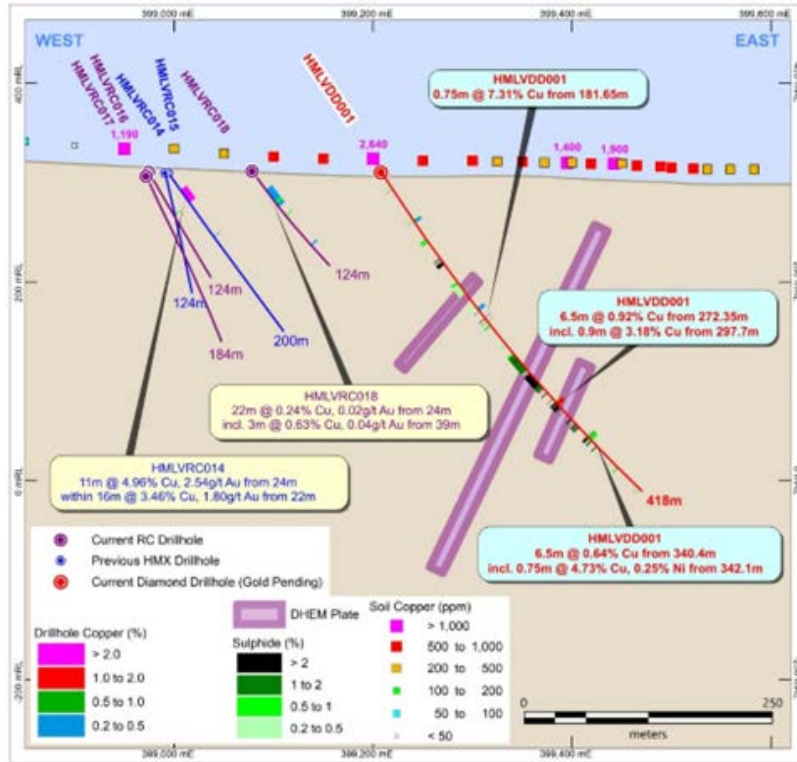 399,000 mE
399,200 mE
399,400 mE
399,600 mE
WEST
EAST
HMLVRC017
HMLVRC016
HMLVRC014
HMLVRC015
HMLVRC018
HMLVDD001
HMLVDD001
0.75m @ 7.31% Cu from 181.65m
400 mRL
1,190
2,640
1,400
1,900
200 mRL
124m
124m
184m
200m
124m
HMLVDD001
6.5m @ 0.92% Cu from 272.35m
incl. 0.9m @ 3.18% Cu from 297.7m
HMLVRC018
22m @ 0.24% Cu, 0.02g/t Au from 24m
incl. 3m @ 0.63% Cu, 0.04g/t Au from 39m
HMLVRC014
11m @ 4.96% Cu, 2.54g/t Au from 24m
within 16m @ 3.46% Cu, 1.80g/t Au from 22m
0 mRL
418m
HMLVDD001
6.5m @ 0.64% Cu from 340.4m
incl. 0.75m @ 4.73% Cu, 0.25% Ni from 342.1m
Current RC Drillhole
Previous HMX Drillhole
Current Diamond Drillhole (Gold Pending)
Drillhole Copper (%)
> 2.0
1.0 to 2.0
0.5 to 1.0
0.2 to 0.5
DHEM Plate
Sulphide (%)
> 2
1 to 2
0.5 to 1
0.2 to 0.5
Soil Copper (ppm)
> 1,000
500 to 1,000
200 to 500
100 to 200
50 to 100
< 50
-200 mRL
0
250
meters
399,000 mE
399,200 mE
399,400 mE